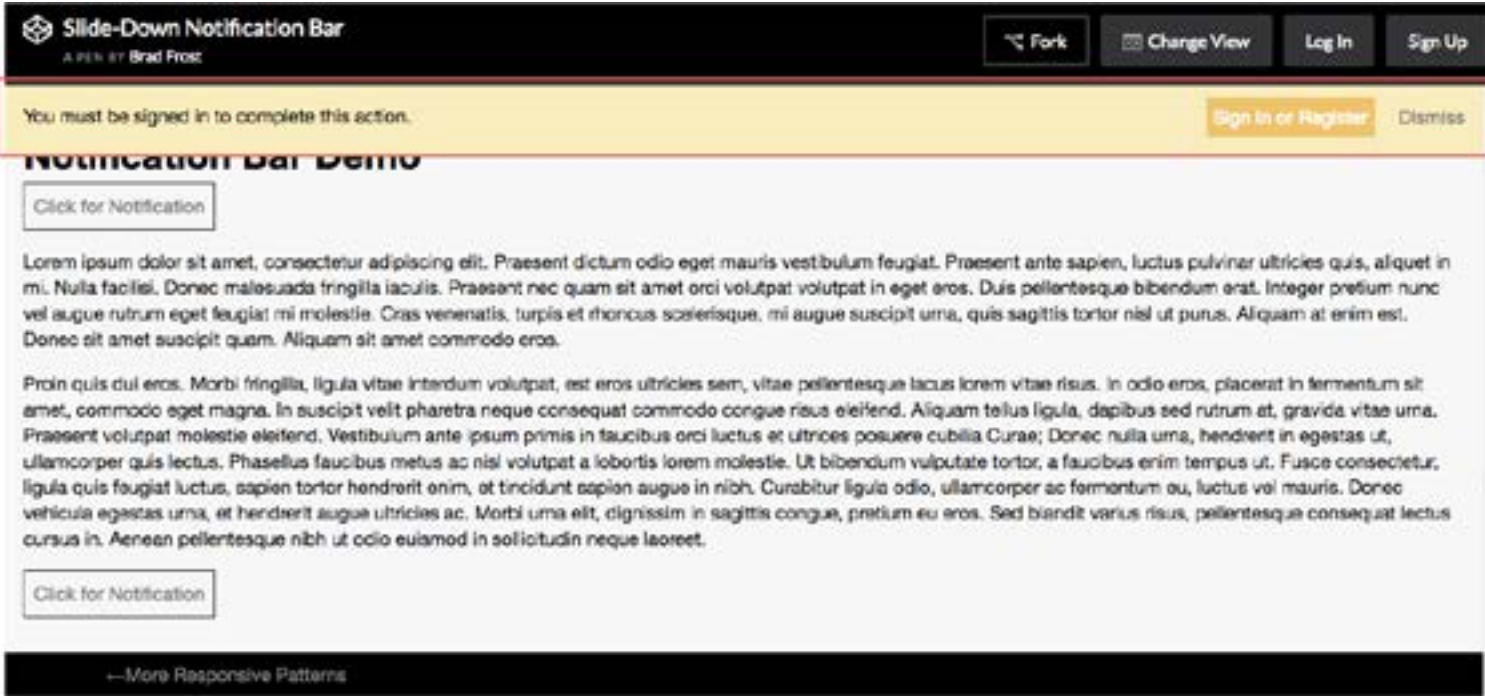 Slide-Down Notification Bar
A PEN BY Brad Frost
Fork
Change View
Log In
Sign Up
You must be signed in to complete this action.
Sign In or Register
Dismiss
Notification Bar Demo
Click for Notification
Lorem ipsum dolor sit amet, consectetur adipiscing elit. Praesent dictum odio eget mauris vestibulum feugiat. Praesent ante sapien, luctus pulvinar ultricies quis, aliquet in
mi. Nulla facilisi. Donec malesuada fringilla iaculis. Praesent nec quam sit amet orci volutpat volutpat in eget eros. Duis pellentesque bibendum erat. Integer pretium nunc
vel augue rutrum eget feugiat mi molestie. Cras venenatis, turpis et rhoncus scelerisque, mi augue suscipit urna, quis sagittis tortor nisl ut purus. Aliquam at enim est.
Donec sit amet suscipit quam. Aliquam sit amet commodo eros.
Proin quis dui eros. Morbi fringilla, ligula vitae interdum volutpat, est eros ultricies sem, vitae pellentesque lacus lorem vitae risus. In odio eros, placerat in fermentum sit
amet, commodo eget magna. In suscipit velit pharetra neque consequat commodo congue risus eleifend. Aliquam tellus ligula, dapibus sed rutrum at, gravida vitae urna.
Praesent volutpat molestie eleifend. Vestibulum ante ipsum primis in faucibus orci luctus et ultrices posuere cubilia Curae; Donec nulla urna, hendrerit in egestas ut,
ullamcorper quis lectus. Phasellus faucibus metus ac nisl volutpat a lobortis lorem molestie. Ut bibendum vulputate tortor, a faucibus enim tempus ut. Fusce consectetur,
ligula quis feugiat luctus, sapien tortor hendrerit enim, et tincidunt sapien augue in nibh. Curabitur ligula odio, ullamcorper ac fermentum eu, luctus vel mauris. Donec
vehicula egestas urna, et hendrerit augue ultricies ac. Morbi urna elit, dignissim in sagittis congue, pretium eu eros. Sed blandit varius risus, pellentesque consequat lectus
cursus in. Aenean pellentesque nibh ut odio euismod in sollicitudin neque laoreet.
Click for Notification
←More Responsive Patterns